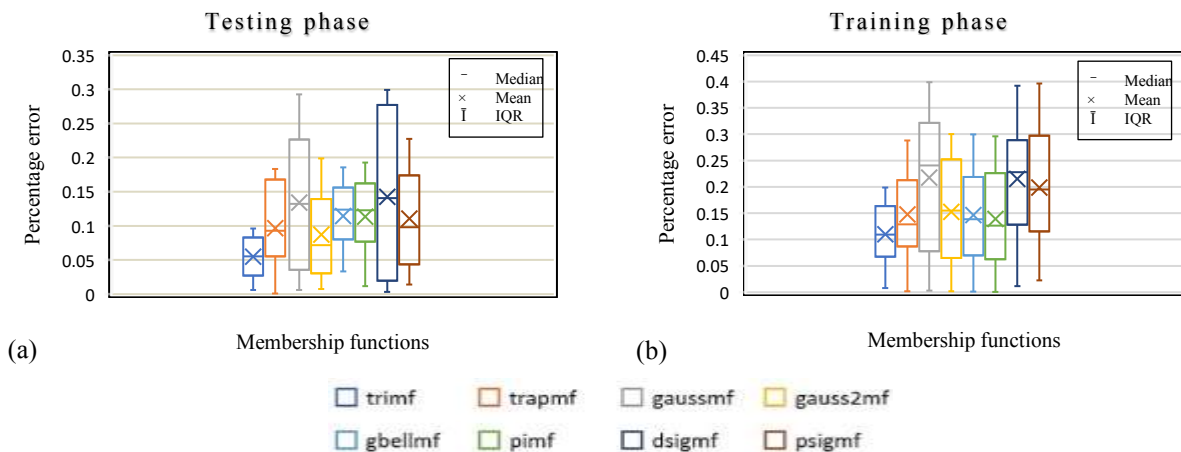 Testing phase
Percentage error
0.35
0.3
0.25
0.2
0.15
0.1
0.05
0
Median
Mean
IQR
Membership functions
(a)
Training phase
Percentage error
0.45
0.4
0.35
0.3
0.25
0.2
0.15
0.1
0.05
0
Median
Mean
IQR
Membership functions
(b)
trimf trapmf gaussmf gauss2mf
gbellmf pimf dsigmf psigmf